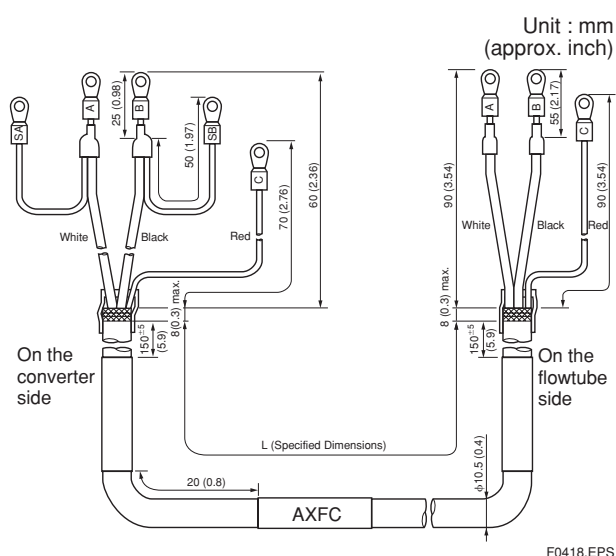 Unit : mm
(approx. inch)
SA
A
B
SB
C
25 (0.98)
50 (1.97)
70 (2.76)
60 (2.36)
White
Black
Red
8(0.3) max.
150±5
(5.9)
On the
converter
side
A
B
C
55 (2.17)
90 (3.54)
90 (3.54)
White
Black
Red
8 (0.3) max.
150±5
(5.9)
On the
flowtube
side
L (Specified Dimensions)
20 (0.8)
AXFC
φ10.5 (0.4)
F0418.EPS